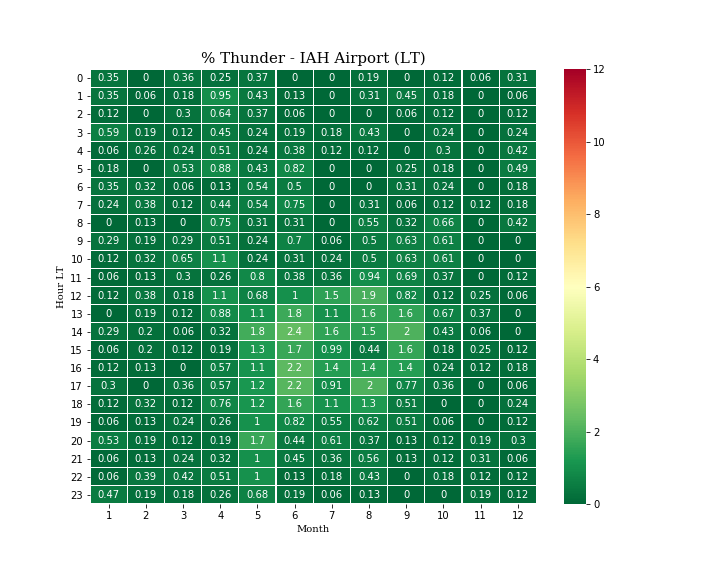 % Thunder - IAH Airport (LT)
0 0.35 0 0.36 0.25 0.37 0 0 0.19 0 0.12 0.06 0.31
1 0.35 0.06 0.18 0.95 0.43 0.13 0 0.31 0.45 0.18 0 0.06
2 0.12 0 0.3 0.64 0.37 0.06 0 0 0.06 0.12 0 0.12
3 0.59 0.19 0.12 0.45 0.24 0.19 0.18 0.43 0 0.24 0 0.24
4 0.06 0.26 0.24 0.51 0.24 0.38 0.12 0.12 0 0.3 0 0.42
5 0.18 0 0.53 0.88 0.43 0.82 0 0 0.25 0.18 0 0.49
6 0.35 0.32 0.06 0.13 0.54 0.5 0 0 0.31 0.24 0 0.18
7 0.24 0.38 0.12 0.44 0.54 0.75 0 0.31 0.06 0.12 0.12 0.18
8 0 0.13 0 0.75 0.31 0.31 0 0.55 0.32 0.66 0 0.42
9 0.29 0.19 0.29 0.51 0.24 0.7 0.06 0.5 0.63 0.61 0 0
10 0.12 0.32 0.65 1.1 0.24 0.31 0.24 0.5 0.63 0.61 0 0
11 0.06 0.13 0.3 0.26 0.8 0.38 0.36 0.94 0.69 0.37 0 0.12
12 0.12 0.38 0.18 1.1 0.68 1 1.5 1.9 0.82 0.12 0.25 0.06
13 0 0.19 0.12 0.88 1.1 1.8 1.1 1.6 1.6 0.67 0.37 0
14 0.29 0.2 0.06 0.32 1.8 2.4 1.6 1.5 2 0.43 0.06 0
15 0.06 0.2 0.12 0.19 1.3 1.7 0.99 0.44 1.6 0.18 0.25 0.12
16 0.12 0.13 0 0.57 1.1 2.2 1.4 1.4 1.4 0.24 0.12 0.18
17 0.3 0 0.36 0.57 1.2 2.2 0.91 2 0.77 0.36 0 0.06
18 0.12 0.32 0.12 0.76 1.2 1.6 1.1 1.3 0.51 0 0 0.24
19 0.06 0.13 0.24 0.26 1 0.82 0.55 0.62 0.51 0.06 0 0.12
20 0.53 0.19 0.12 0.19 1.7 0.44 0.61 0.37 0.13 0.12 0.19 0.3
21 0.06 0.13 0.24 0.32 1 0.45 0.36 0.56 0.13 0.12 0.31 0.06
22 0.06 0.39 0.42 0.51 1 0.13 0.18 0.43 0 0.18 0.12 0.12
23 0.47 0.19 0.18 0.26 0.68 0.19 0.06 0.13 0 0 0.19 0.12
1 2 3 4 5 6 7 8 9 10 11 12
Month
Hour LT
12
10
8
6
4
2
0